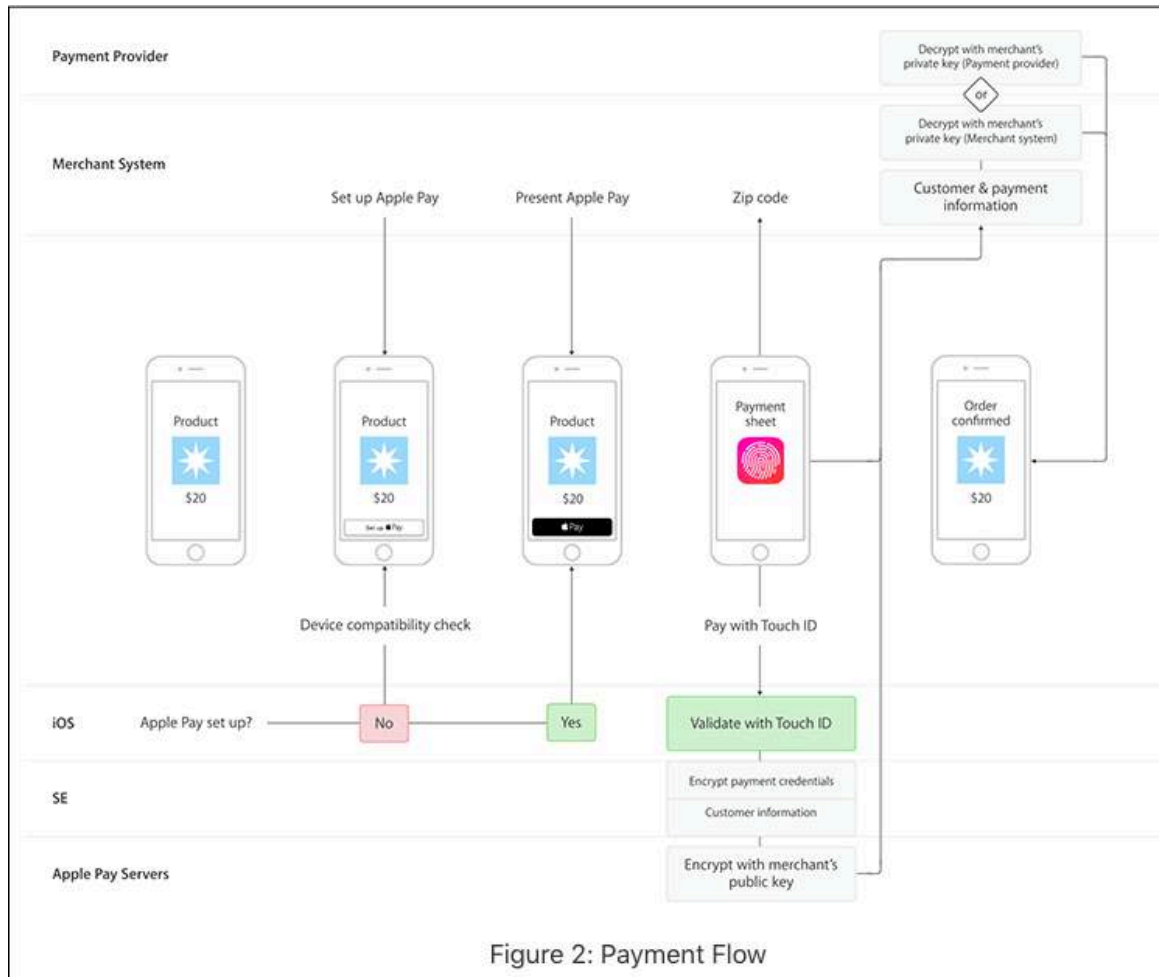 Payment Provider
Decrypt with merchant's
private key (Payment provider)
or
Decrypt with merchant's
private key (Merchant system)
Merchant System
Customer & payment
information
Set up Apple Pay
Present Apple Pay
Zip code
Product
$20
Product
$20
Set up Pay
Product
$20
Pay
Payment
sheet
Order
confirmed
$20
Device compatibility check
Pay with Touch ID
iOS
Apple Pay set up?
No
Yes
Validate with Touch ID
SE
Encrypt payment credentials
Customer information
Apple Pay Servers
Encrypt with merchant's
public key
Figure 2: Payment Flow